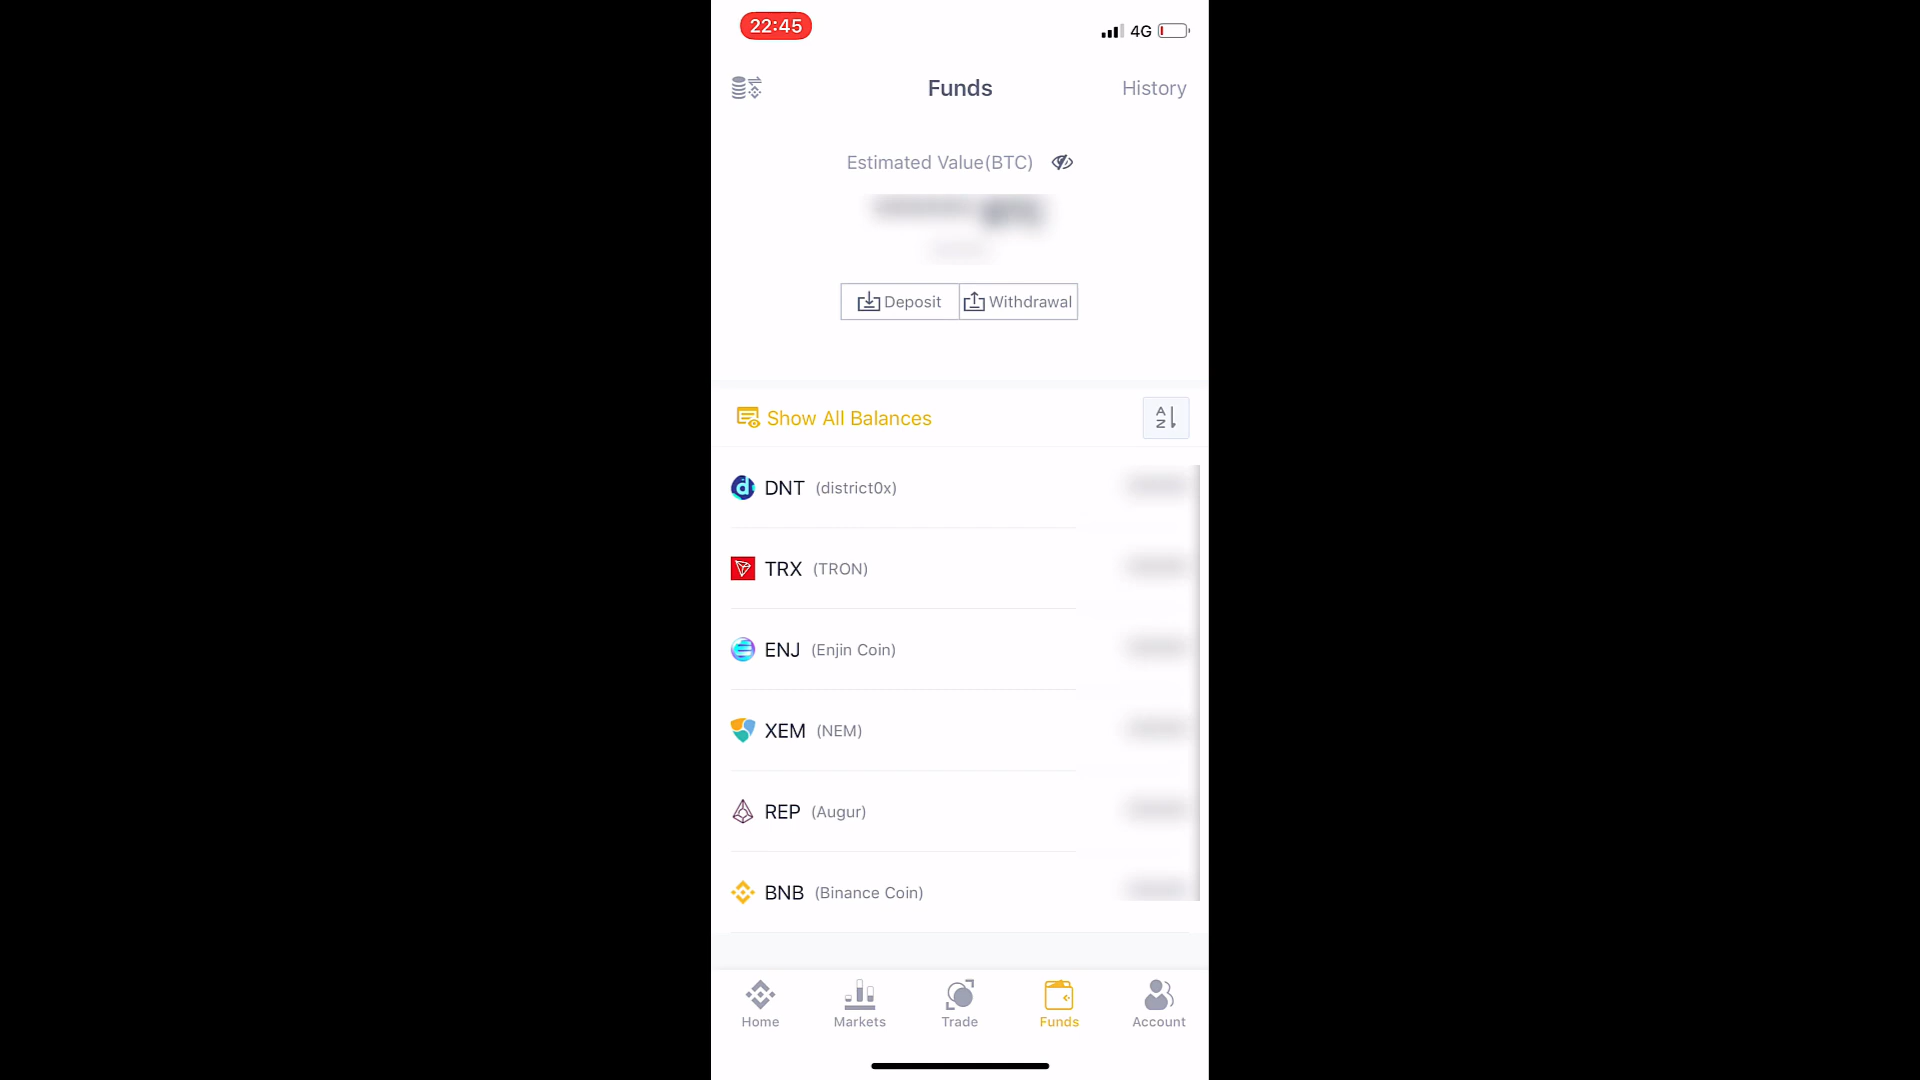 22:45
4G
Funds
History
Estimated Value(BTC)
Deposit
Withdrawal
Show All Balances
A
Z
DNT (district0x)
TRX (TRON)
ENJ (Enjin Coin)
XEM (NEM)
REP (Augur)
BNB (Binance Coin)
Home
Markets
Trade
Funds
Account